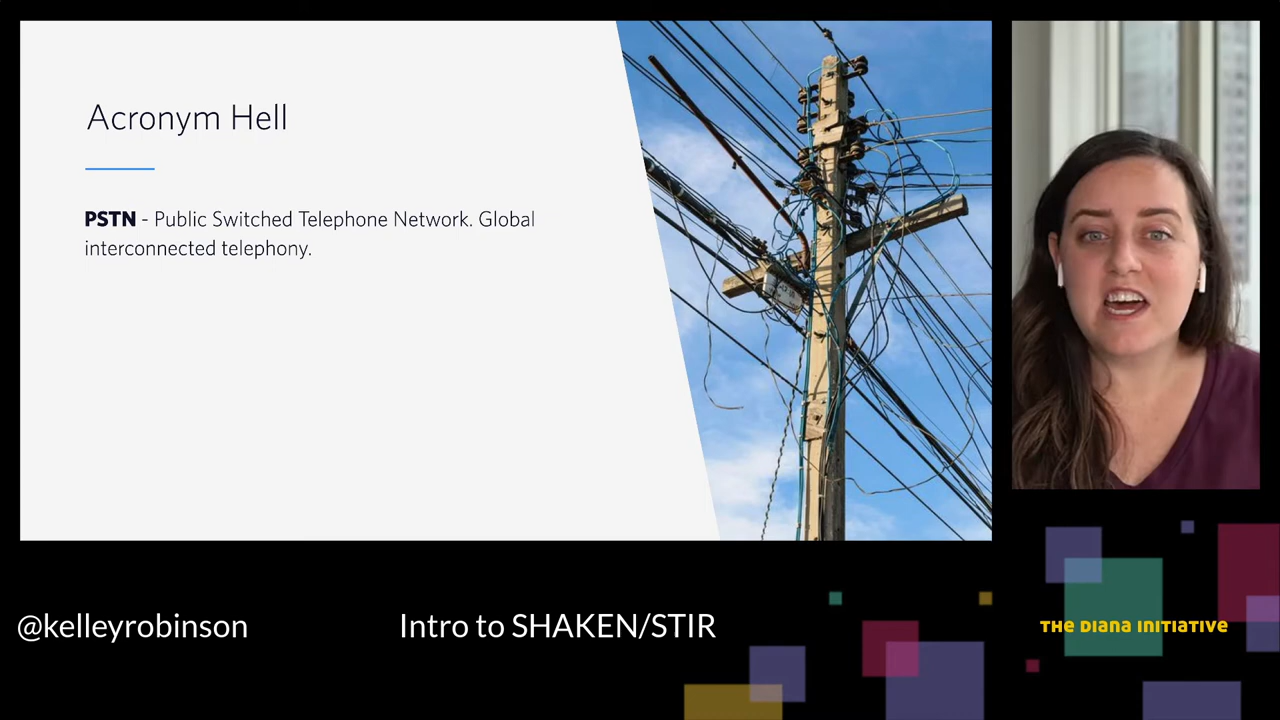 Acronym Hell
PSTN - Public Switched Telephone Network. Global
interconnected telephony.
@kelleyrobinson
Intro to SHAKEN/STIR
THE DIANA INITIATIVE